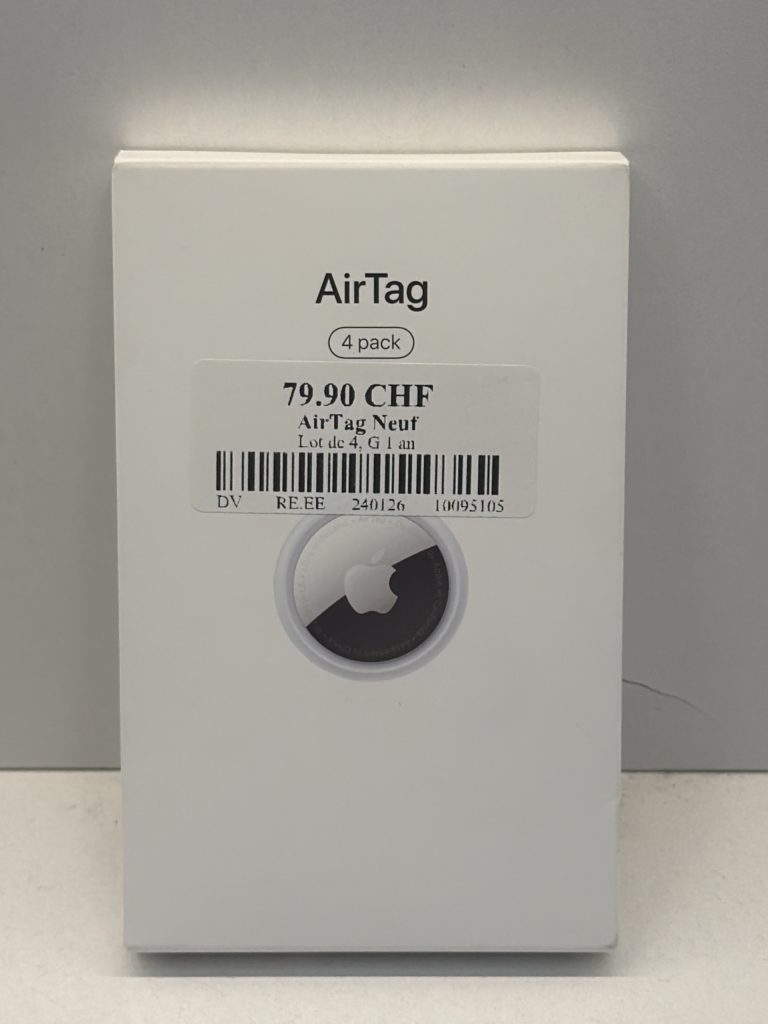 AirTag
4 pack
79.90 CHF
AirTag Neuf
Lot de 4, G 1 an
DV RE.EE 240126 10095105